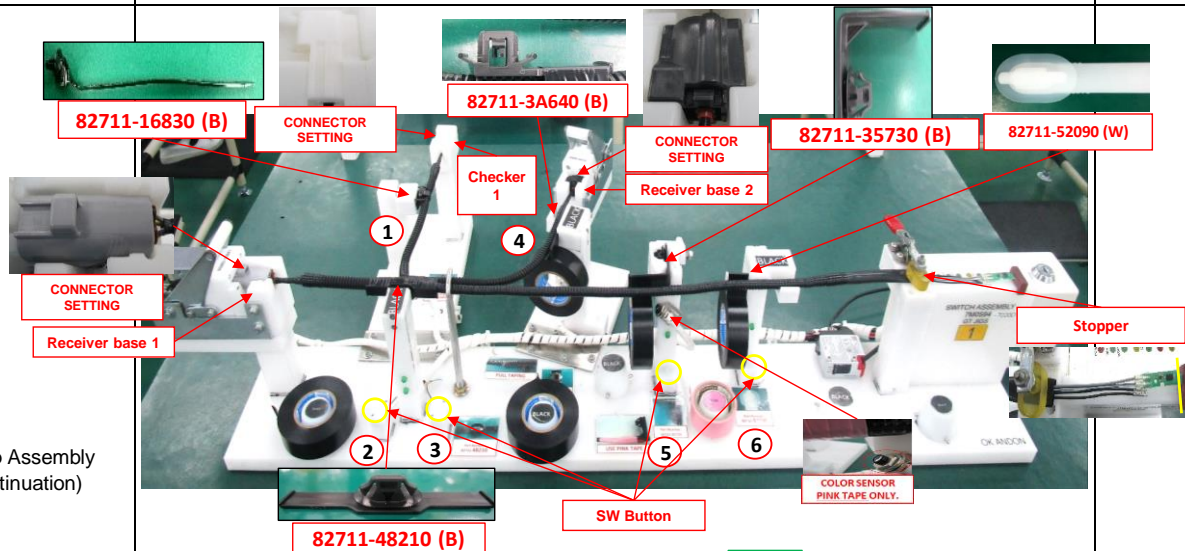 82711-16830 (B)
CONNECTOR
SETTING
82711-3A640 (B)
CONNECTOR
SETTING
82711-35730 (B)
82711-52090 (W)
Checker
1
Receiver base 2
1
4
BLACK
BLACK
CONNECTOR
SETTING
Receiver base 1
BLACK
SWITCH ASSEMBLY
1
Stopper
BLACK
BLACK
USE PINK TAPE
OK ANDON
2
3
5
6
Assembly
tinuation)
82711-48210 (B)
SW Button
COLOR SENSOR
PINK TAPE ONLY.